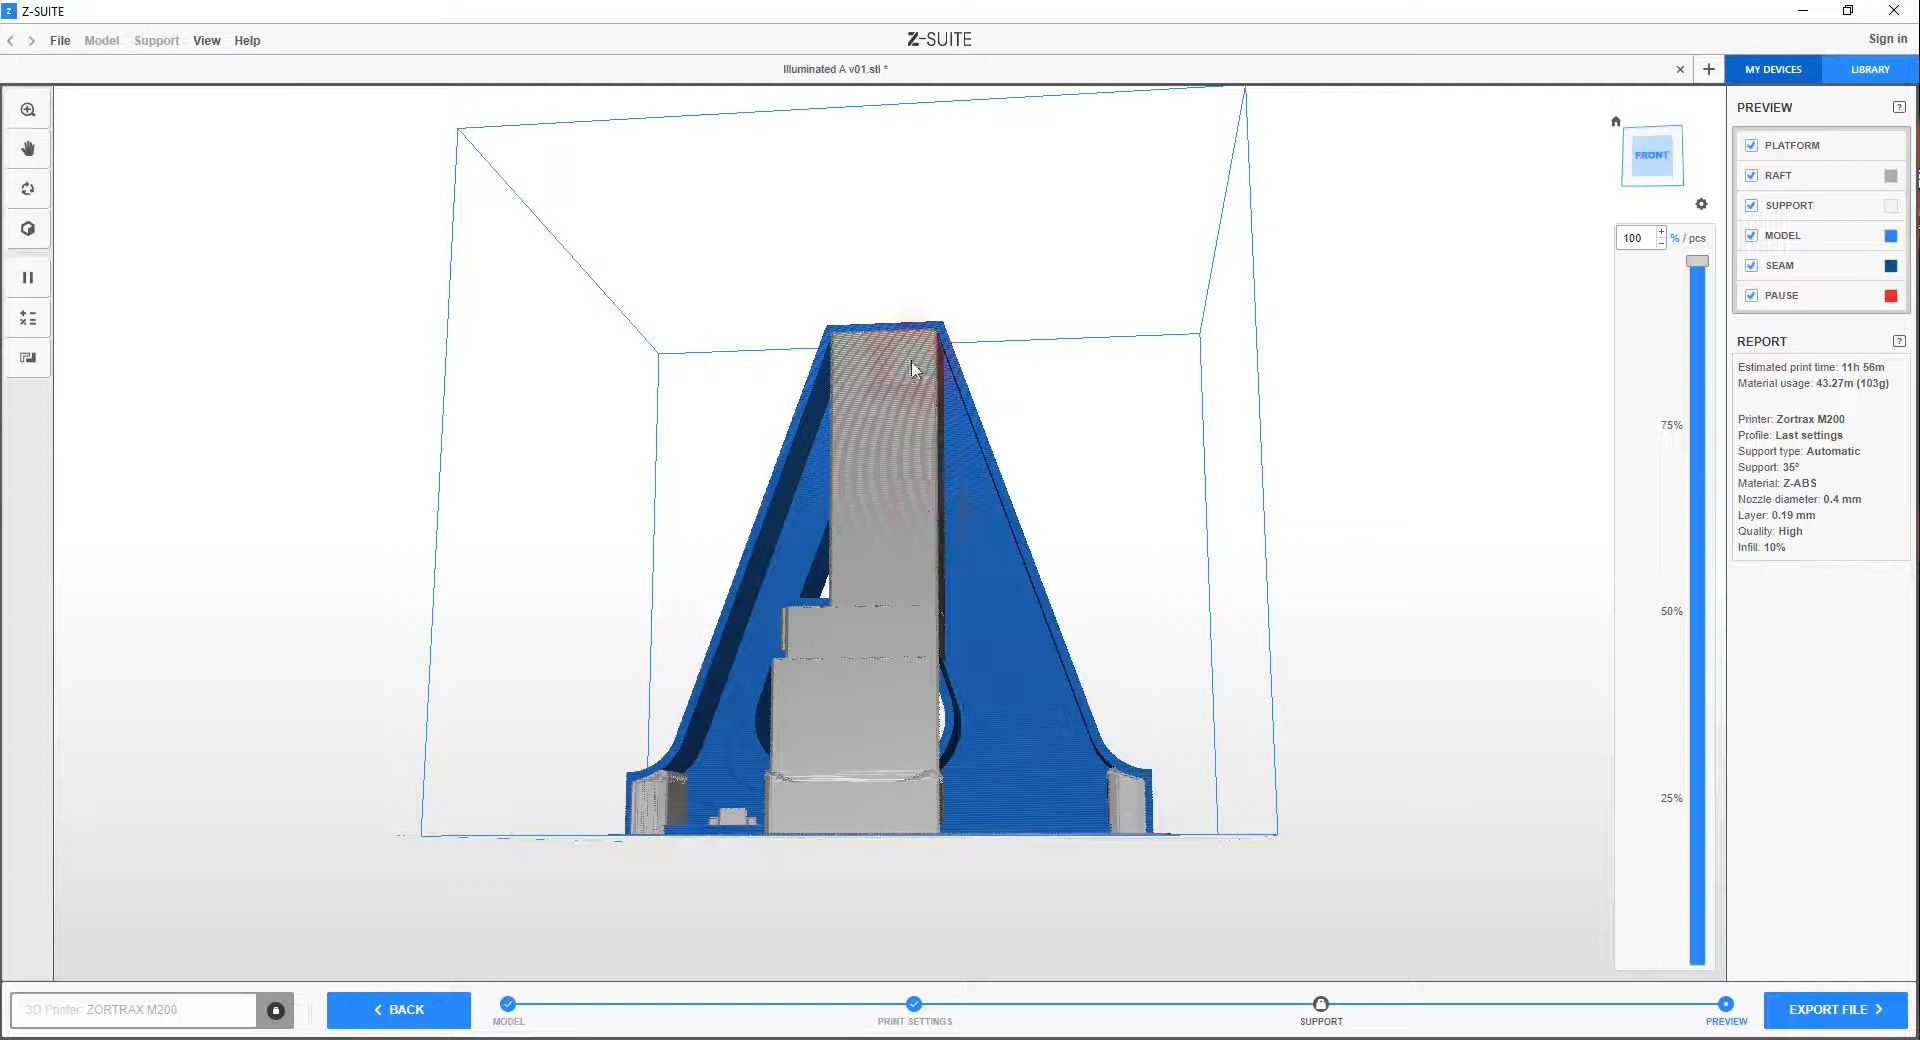 Z-SUITE
File Model Support View Help
Z-SUITE
Sign in
Illuminated A v01.stl *
MY DEVICES
LIBRARY
PREVIEW
PLATFORM
RAFT
SUPPORT
MODEL
SEAM
PAUSE
FRONT
100 % / pcs
75%
50%
25%
REPORT
Estimated print time: 11h 56m
Material usage: 43.27m (103g)
Printer: Zortrax M200
Profile: Last settings
Support type: Automatic
Support: 35°
Material: Z-ABS
Nozzle diameter: 0.4 mm
Layer: 0.19 mm
Quality: High
Infill: 10%
3D Printer: ZORTRAX M200
BACK
MODEL
PRINT SETTINGS
SUPPORT
PREVIEW
EXPORT FILE